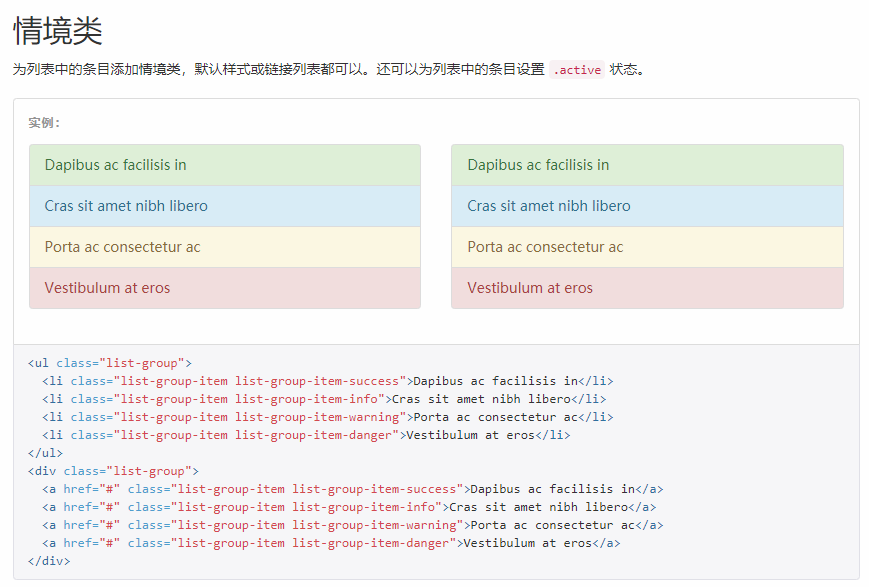 情境类
为列表中的条目添加情境类，默认样式或链接列表都可以。还可以为列表中的条目设置 .active 状态。
实例：
Dapibus ac facilisis in
Cras sit amet nibh libero
Porta ac consectetur ac
Vestibulum at eros
Dapibus ac facilisis in
Cras sit amet nibh libero
Porta ac consectetur ac
Vestibulum at eros
<ul class="list-group">
  <li class="list-group-item list-group-item-success">Dapibus ac facilisis in</li>
  <li class="list-group-item list-group-item-info">Cras sit amet nibh libero</li>
  <li class="list-group-item list-group-item-warning">Porta ac consectetur ac</li>
  <li class="list-group-item list-group-item-danger">Vestibulum at eros</li>
</ul>
<div class="list-group">
  <a href="#" class="list-group-item list-group-item-success">Dapibus ac facilisis in</a>
  <a href="#" class="list-group-item list-group-item-info">Cras sit amet nibh libero</a>
  <a href="#" class="list-group-item list-group-item-warning">Porta ac consectetur ac</a>
  <a href="#" class="list-group-item list-group-item-danger">Vestibulum at eros</a>
</div>